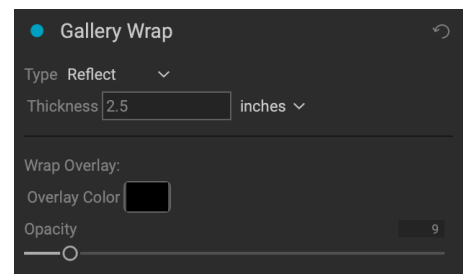 Gallery Wrap
Type Reflect
Thickness 2.5 inches
Wrap Overlay:
Overlay Color
Opacity 9